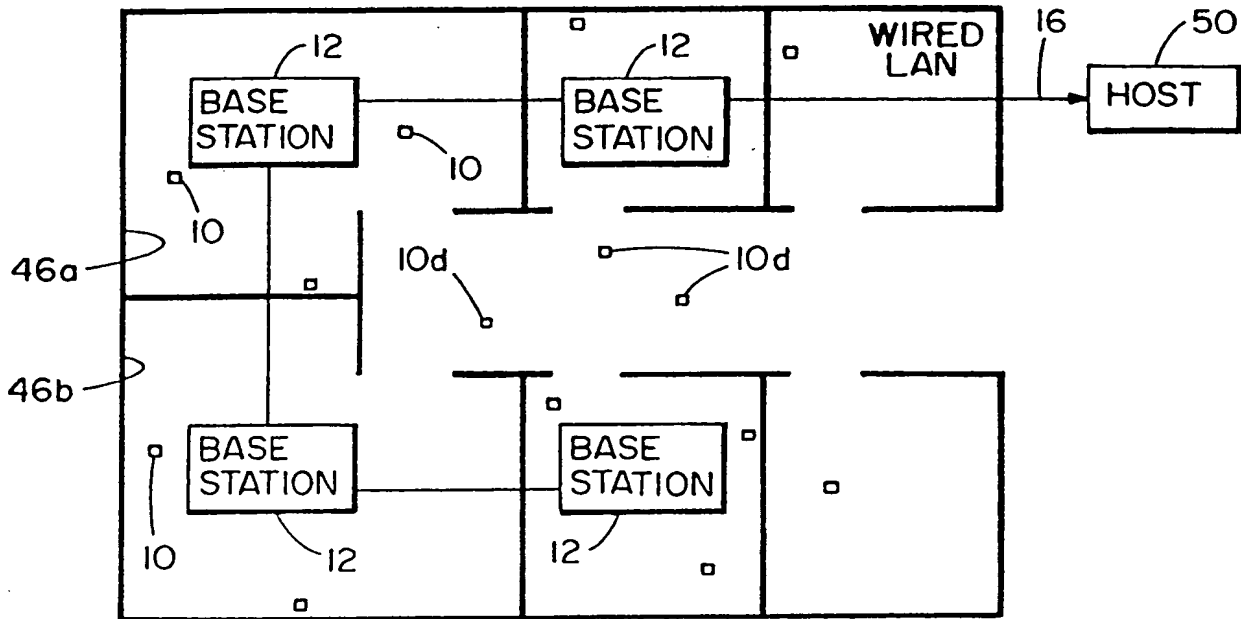 12
BASE
STATION
10
10
12
BASE
STATION
WIRED
LAN
16
50
HOST
46a
10d
10d
46b
BASE
STATION
12
10
BASE
STATION
12